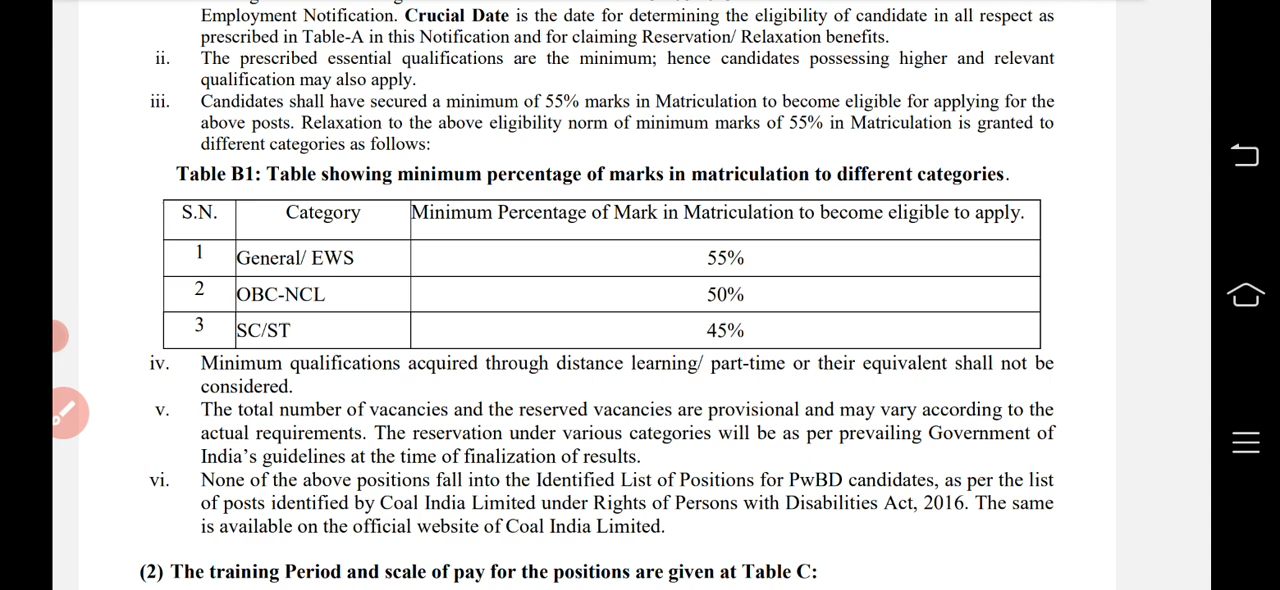 Employment Notification. Crucial Date is the date for determining the eligibility of candidate in all respect as
prescribed in Table-A in this Notification and for claiming Reservation/ Relaxation benefits.
ii. The prescribed essential qualifications are the minimum; hence candidates possessing higher and relevant
qualification may also apply.
iii. Candidates shall have secured a minimum of 55% marks in Matriculation to become eligible for applying for the
above posts. Relaxation to the above eligibility norm of minimum marks of 55% in Matriculation is granted to
different categories as follows:
Table B1: Table showing minimum percentage of marks in matriculation to different categories.
S.N. Category Minimum Percentage of Mark in Matriculation to become eligible to apply.
1 General/ EWS 55%
2 OBC-NCL 50%
3 SC/ST 45%
iv. Minimum qualifications acquired through distance learning/ part-time or their equivalent shall not be
considered.
v. The total number of vacancies and the reserved vacancies are provisional and may vary according to the
actual requirements. The reservation under various categories will be as per prevailing Government of
India's guidelines at the time of finalization of results.
vi. None of the above positions fall into the Identified List of Positions for PwBD candidates, as per the list
of posts identified by Coal India Limited under Rights of Persons with Disabilities Act, 2016. The same
is available on the official website of Coal India Limited.
(2) The training Period and scale of pay for the positions are given at Table C: